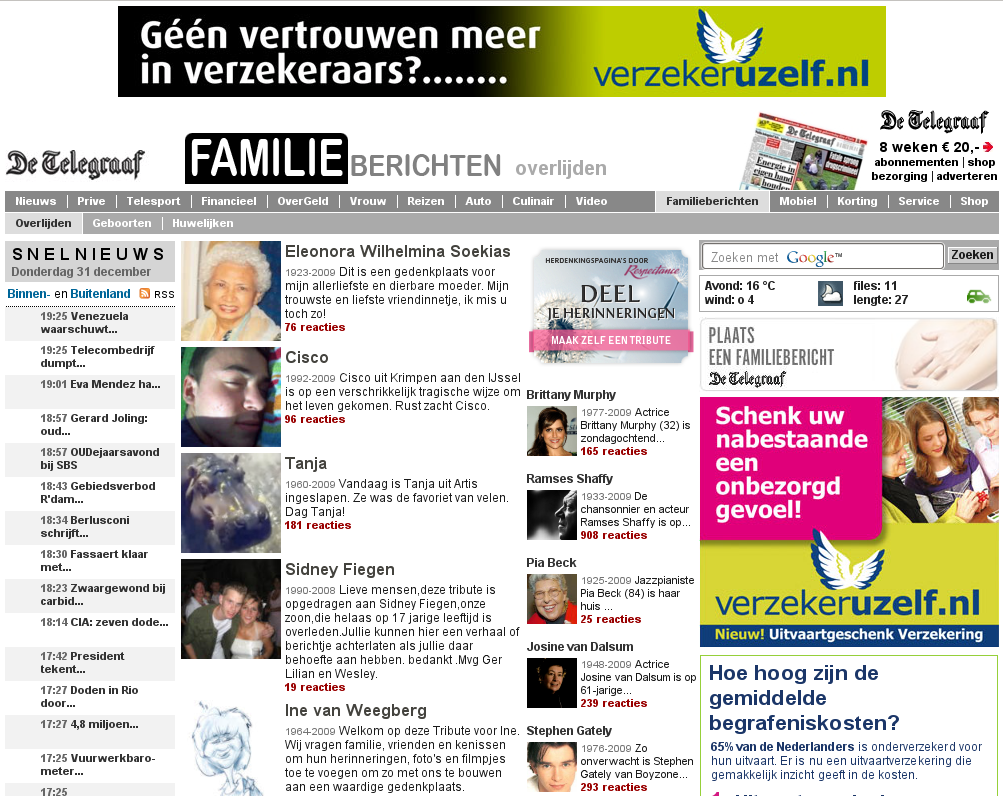 Géén vertrouwen meer
in verzekeraars?........
verzekeruzelf.nl
De Telegraaf
FAMILIEBERICHTEN overlijden
De Telegraaf
8 weken € 20,-
abonnementen | shop
bezorging | adverteren
De Telegraaf
Energie in
eigen hand
houden
Nieuws | Prive | Telesport | Financieel | OverGeld | Vrouw | Reizen | Auto | Culinair | Video Familieberichten Mobiel | Korting | Service | Shop
Overlijden Geboorten | Huwelijken
SNELNIEUWS
Donderdag 31 december
Binnen- en Buitenland RSS
19:25 Venezuela
waarschuwt...
19:25 Telecombedrijf
dumpt...
19:01 Eva Mendez ha...
18:57 Gerard Joling:
oud...
18:57 OUDejaarsavond
bij SBS
18:43 Gebiedsverbod
R'dam...
18:34 Berlusconi
schrijft...
18:30 Fassaert klaar
met...
18:23 Zwaargewond bij
carbid...
18:14 CIA: zeven dode...
17:42 President
tekent...
17:27 Doden in Rio
door...
17:27 4,8 miljoen...
17:25 Vuurwerkbaro-
meter...
17:25
Eleonora Wilhelmina Soekias
1923-2009 Dit is een gedenkplaats voor
mijn allerliefste en dierbare moeder. Mijn
trouwste en liefste vriendinnetje, ik mis u
toch zo!
76 reacties
Cisco
1992-2009 Cisco uit Krimpen aan den IJssel
is op een verschrikkelijk tragische wijze om
het leven gekomen. Rust zacht Cisco.
96 reacties
Tanja
1960-2009 Vandaag is Tanja uit Artis
ingeslapen. Ze was de favoriet van velen.
Dag Tanja!
181 reacties
Sidney Fiegen
1990-2008 Lieve mensen,deze tribute is
opgedragen aan Sidney Fiegen,onze
zoon,die helaas op 17 jarige leeftijd is
overleden.Jullie kunnen hier een verhaal of
berichtje achterlaten als jullie daar
behoefte aan hebben. bedankt .Mvg Ger
Lilian en Wesley.
19 reacties
Ine van Weegberg
1964-2009 Welkom op deze Tribute voor Ine.
Wij vragen familie, vrienden en kenissen
om hun herinneringen, foto's en filmpjes
toe te voegen om zo met ons te bouwen
aan een waardige gedenkplaats.
HERDENKINGSPAGINA'S DOOR
Respectance
DEEL
JE HERINNERINGEN
MAAK ZELF EEN TRIBUTE
Brittany Murphy
1977-2009 Actrice
Brittany Murphy (32) is
zondagochtend...
165 reacties
Ramses Shaffy
1933-2009 De
chansonnier en acteur
Ramses Shaffy is op...
908 reacties
Pia Beck
1925-2009 Jazzpianiste
Pia Beck (84) is haar
huis ...
25 reacties
Josine van Dalsum
1948-2009 Actrice
Josine van Dalsum is op
61-jarige...
239 reacties
Stephen Gately
1976-2009 Zo
onverwacht is Stephen
Gately van Boyzone...
293 reacties
Zoeken met Google™ Zoeken
Avond: 16 °C
wind: o 4
files: 11
lengte: 27
PLAATS
EEN FAMILIEBERICHT
De Telegraaf
Schenk uw
nabestaande
een
onbezorgd
gevoel!
verzekeruzelf.nl
Nieuw! Uitvaartgeschenk Verzekering
Hoe hoog zijn de
gemiddelde
begrafeniskosten?
65% van de Nederlanders is onderverzekerd voor
hun uitvaart. Er is nu een uitvaartverzekering die
gemakkelijk inzicht geeft in de kosten.